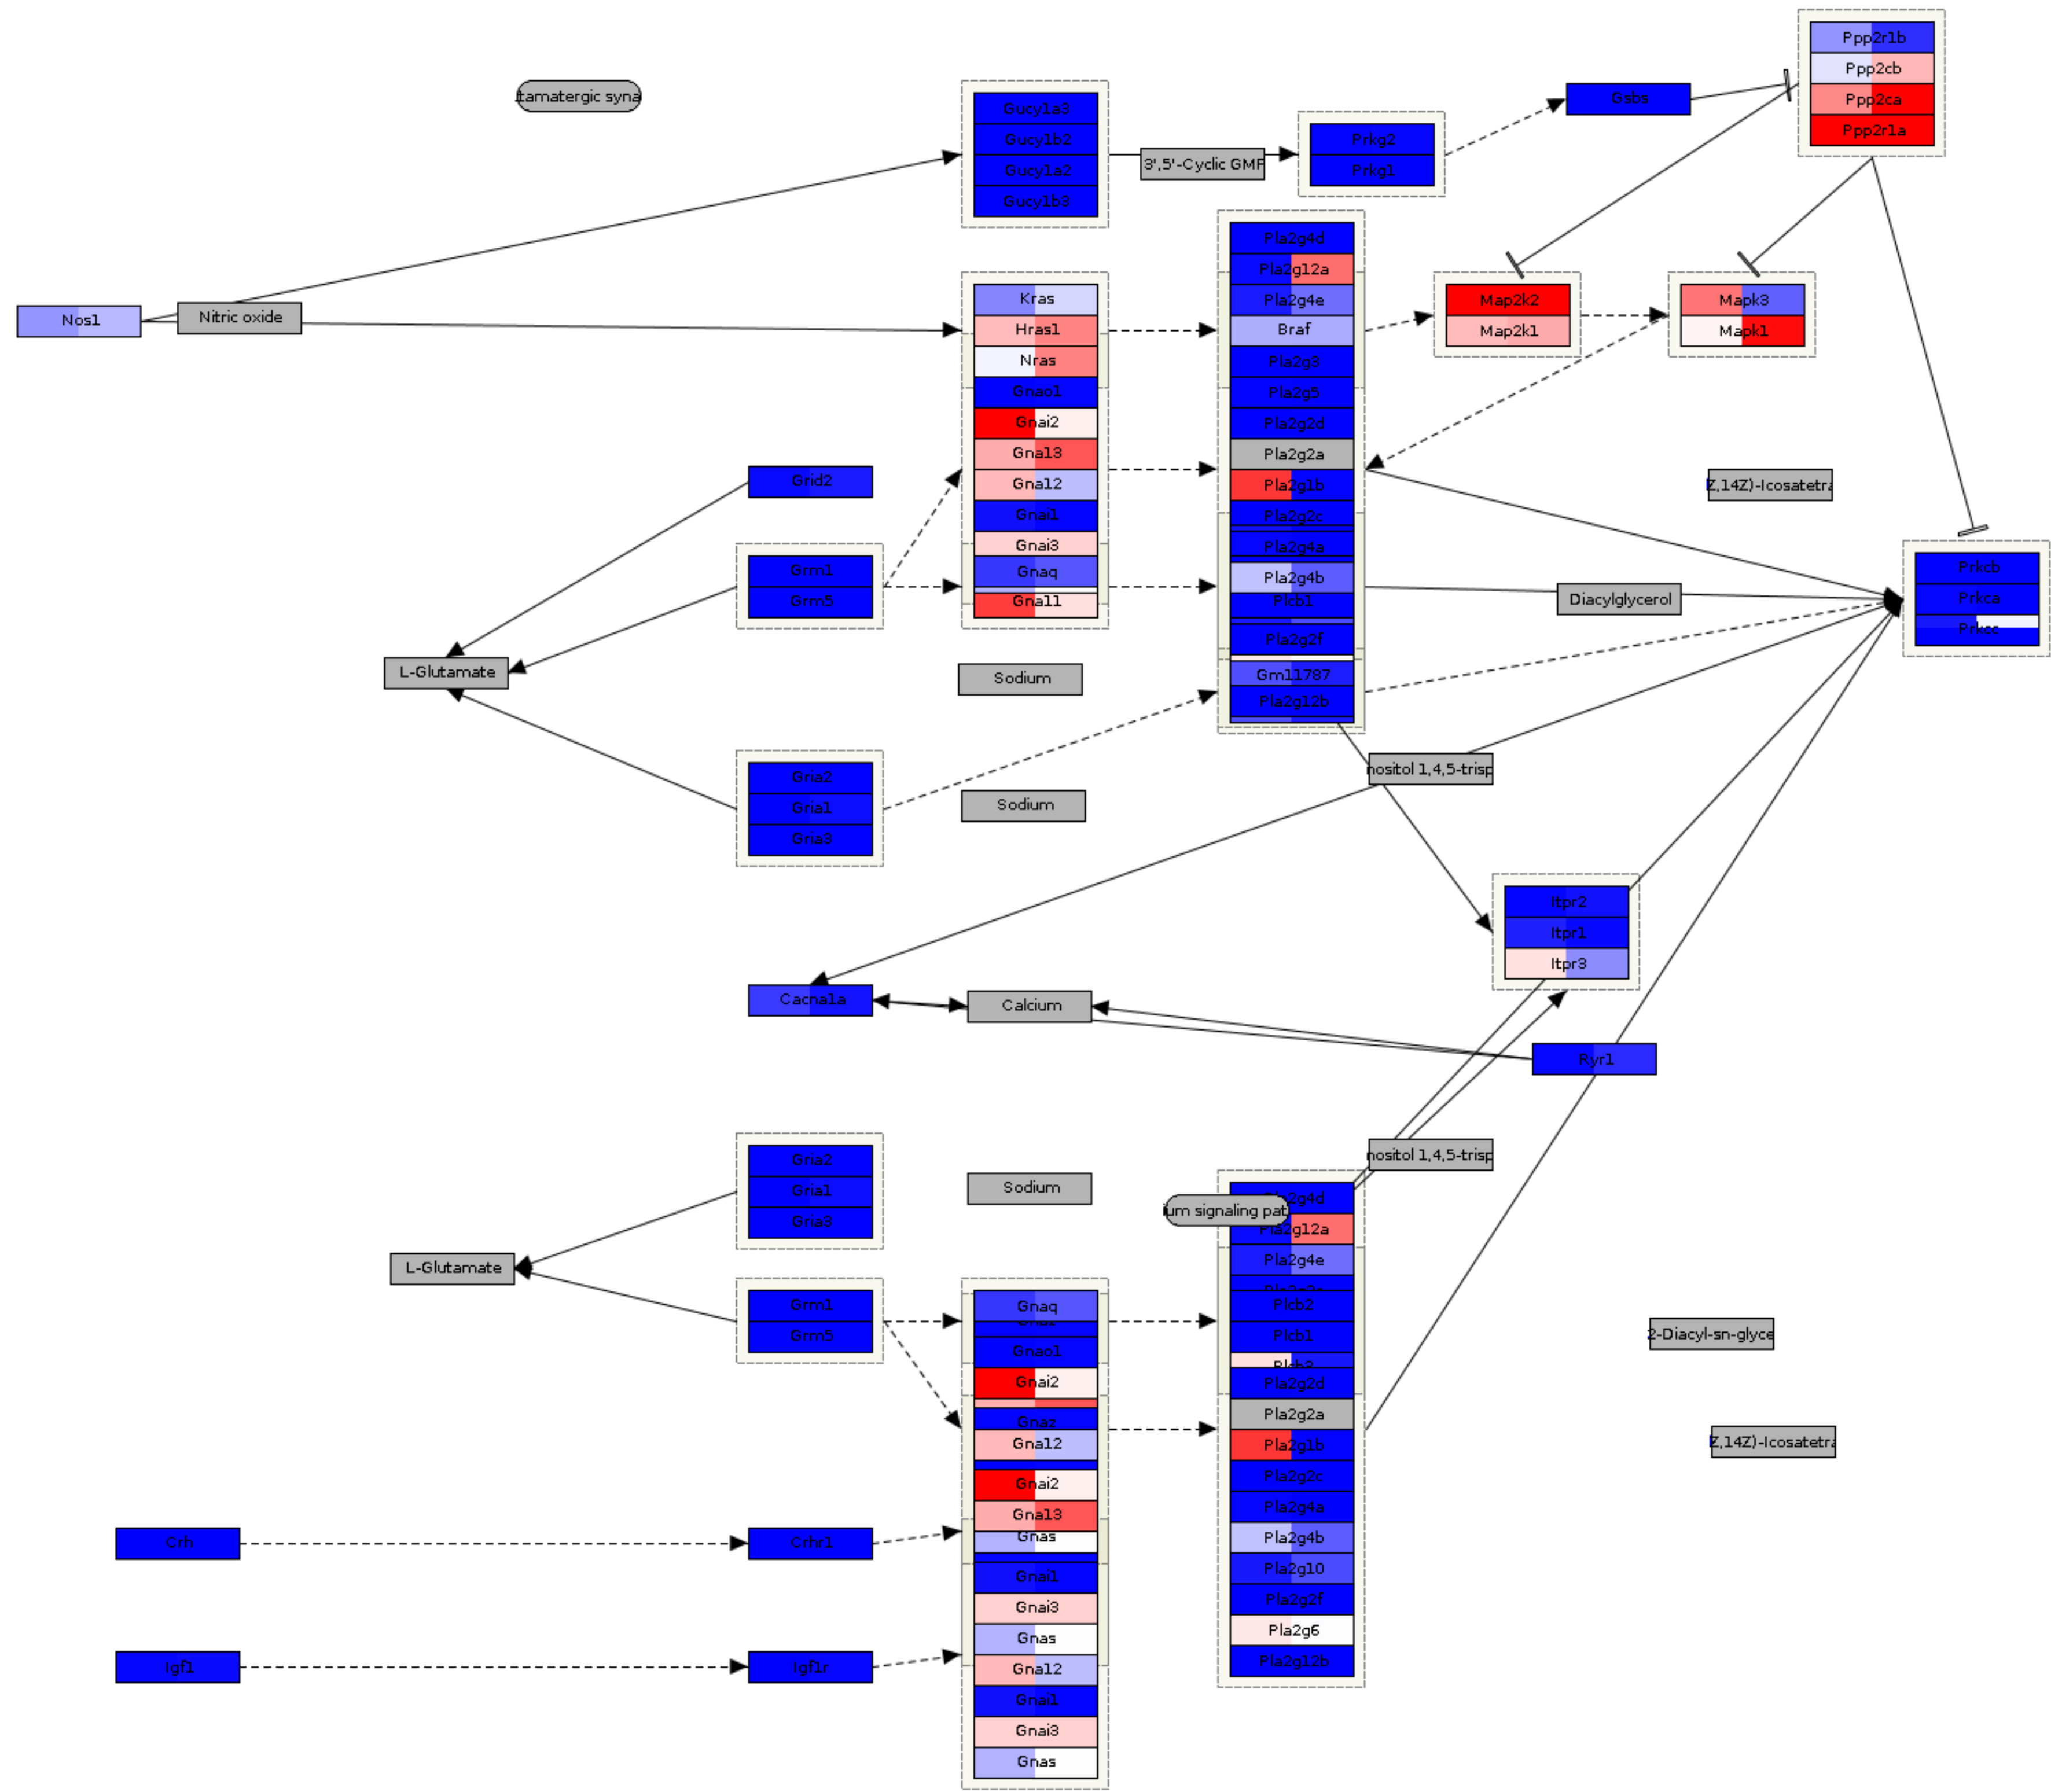 tamatergic syna
Gucy1a3
Gucy1b2
Gucy1a2
Gucy1b3
3',5'-Cyclic GMP
Prkg2
Prkg1
Gsbs
Ppp2r1b
Ppp2cb
Ppp2ca
Ppp2r1a
Nos1
Nitric oxide
Kras
Hras1
Nras
Gnao1
Gnai2
Gna13
Gna12
Gnai1
Gnai3
Gnaq
Gna11
Pla2g4d
Pla2g12a
Pla2g4e
Braf
Pla2g3
Pla2g5
Pla2g2d
Pla2g2a
Pla2g1b
Pla2g2c
Pla2g4a
Pla2g4b
Plcb1
Pla2g2f
Gm11787
Pla2g12b
Map2k2
Map2k1
Mapk3
Mapk1
Z,14Z)-Icosatetra
Prkcb
Prkca
Prkcc
Diacylglycerol
Grid2
Grm1
Grm5
L-Glutamate
Sodium
Gria2
Gria1
Gria3
Sodium
nositol 1,4,5-trisp
Itpr2
Itpr1
Itpr3
Cacna1a
Calcium
Ryr1
nositol 1,4,5-trisp
Gria2
Gria1
Gria3
Sodium
L-Glutamate
Grm1
Grm5
ium signaling pat
Pla2g4d
Pla2g12a
Pla2g4e
Plcb2
Plcb1
Plcb3
Pla2g2d
Pla2g2a
Pla2g1b
Pla2g2c
Pla2g4a
Pla2g4b
Pla2g10
Pla2g2f
Pla2g6
Pla2g12b
2-Diacyl-sn-glyce
Z,14Z)-Icosatetra
Gnaq
Gnaz
Gnao1
Gnai2
Gnaz
Gna12
Gnai2
Gna13
Gnas
Gnai1
Gnai3
Gnas
Gna12
Gnai1
Gnai3
Gnas
Crh
Crhr1
Igf1
Igf1r